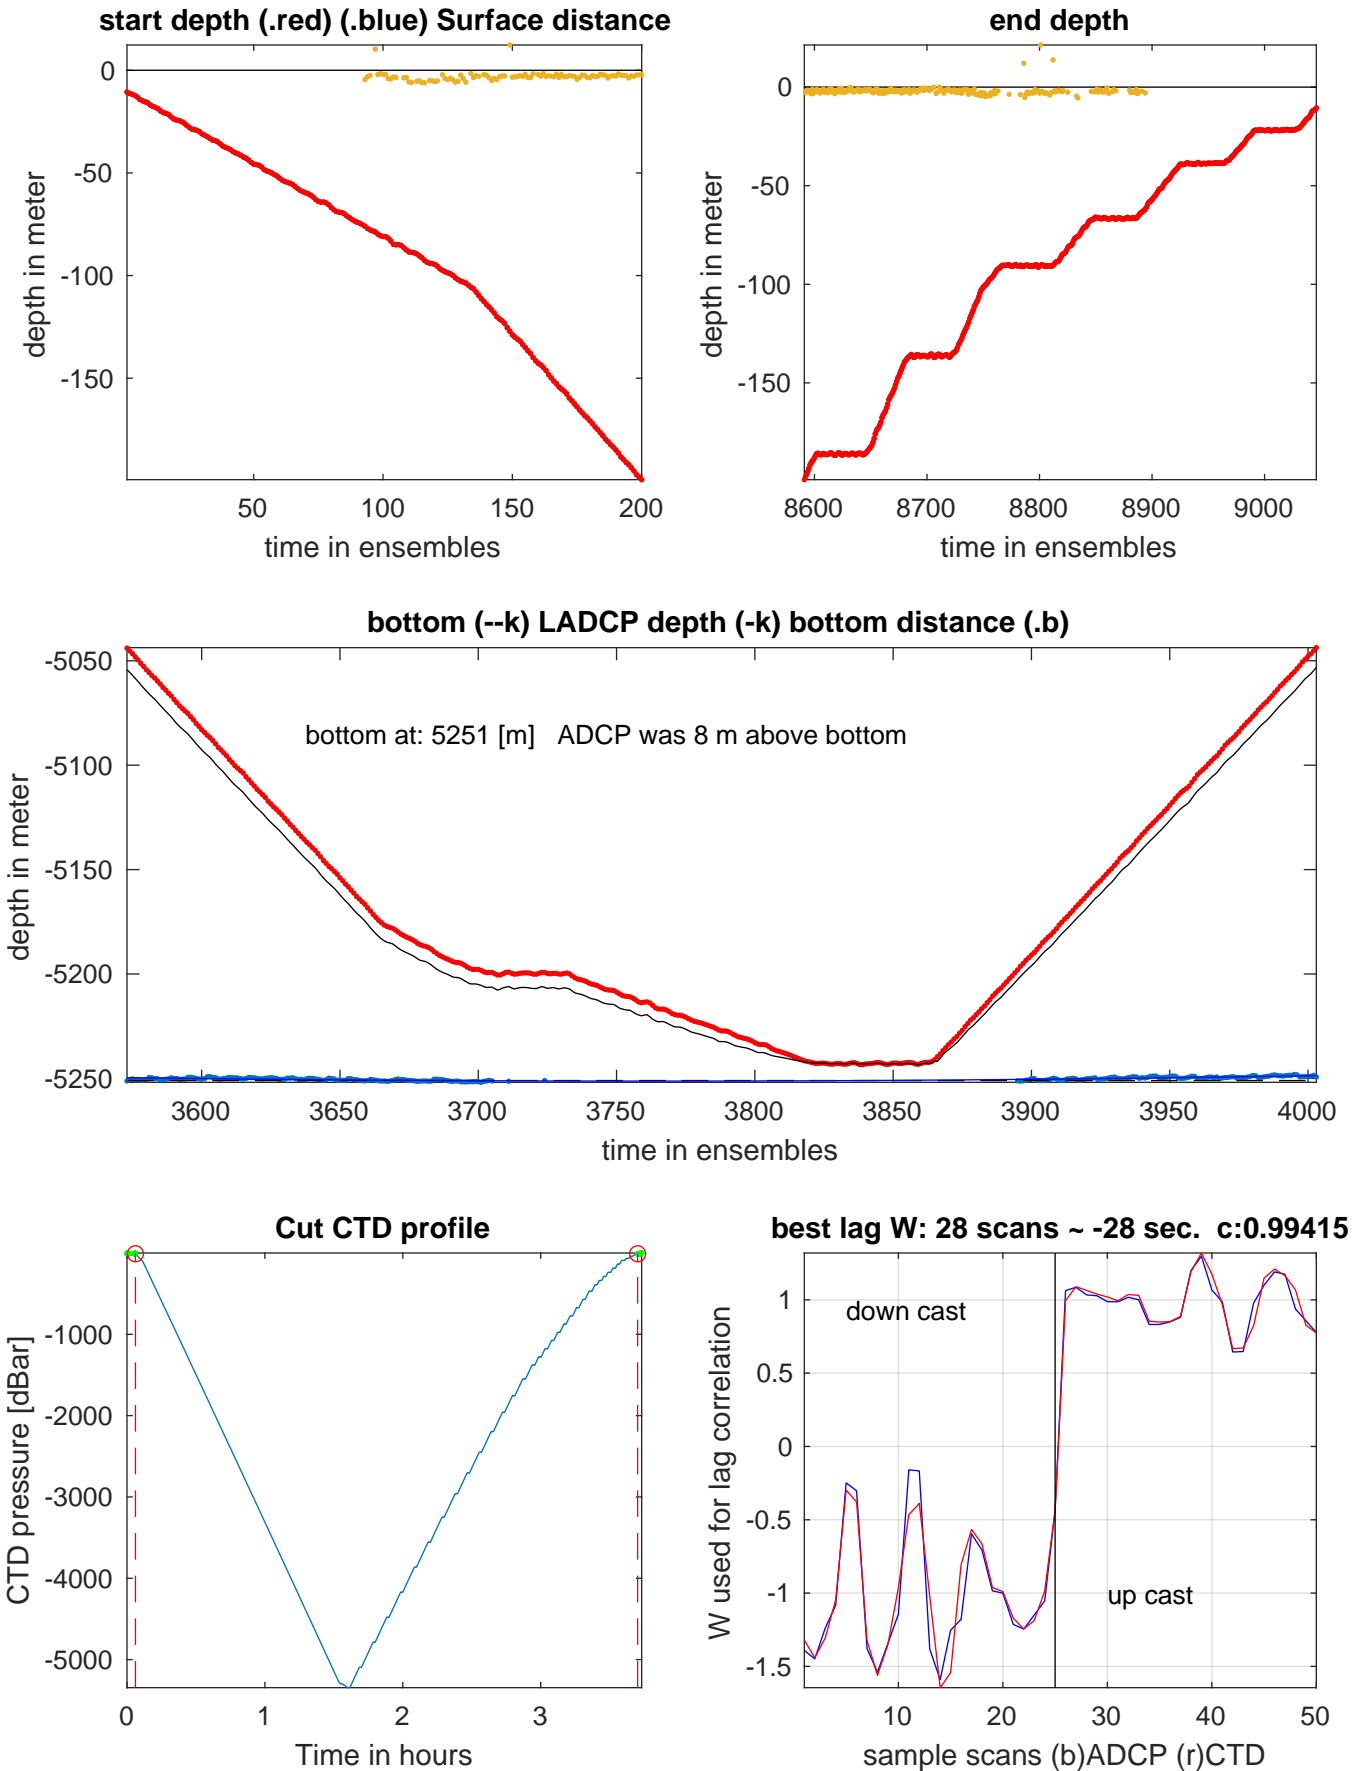 start depth (.red) (.blue) Surface distance
0
-50
-100
-150
depth in meter
50
100
150
200
time in ensembles
end depth
0
-50
-100
-150
depth in meter
8600
8700
8800
8900
9000
time in ensembles
bottom (--k) LADCP depth (-k) bottom distance (.b)
-5050
-5100
-5150
-5200
-5250
depth in meter
bottom at: 5251 [m]   ADCP was 8 m above bottom
3600
3650
3700
3750
3800
3850
3900
3950
4000
time in ensembles
Cut CTD profile
-1000
-2000
-3000
-4000
-5000
CTD pressure [dBar]
0
1
2
3
Time in hours
best lag W: 28 scans ~ -28 sec.  c:0.99415
1
0.5
0
-0.5
-1
-1.5
W used for lag correlation
down cast
up cast
10
20
30
40
50
sample scans (b)ADCP (r)CTD